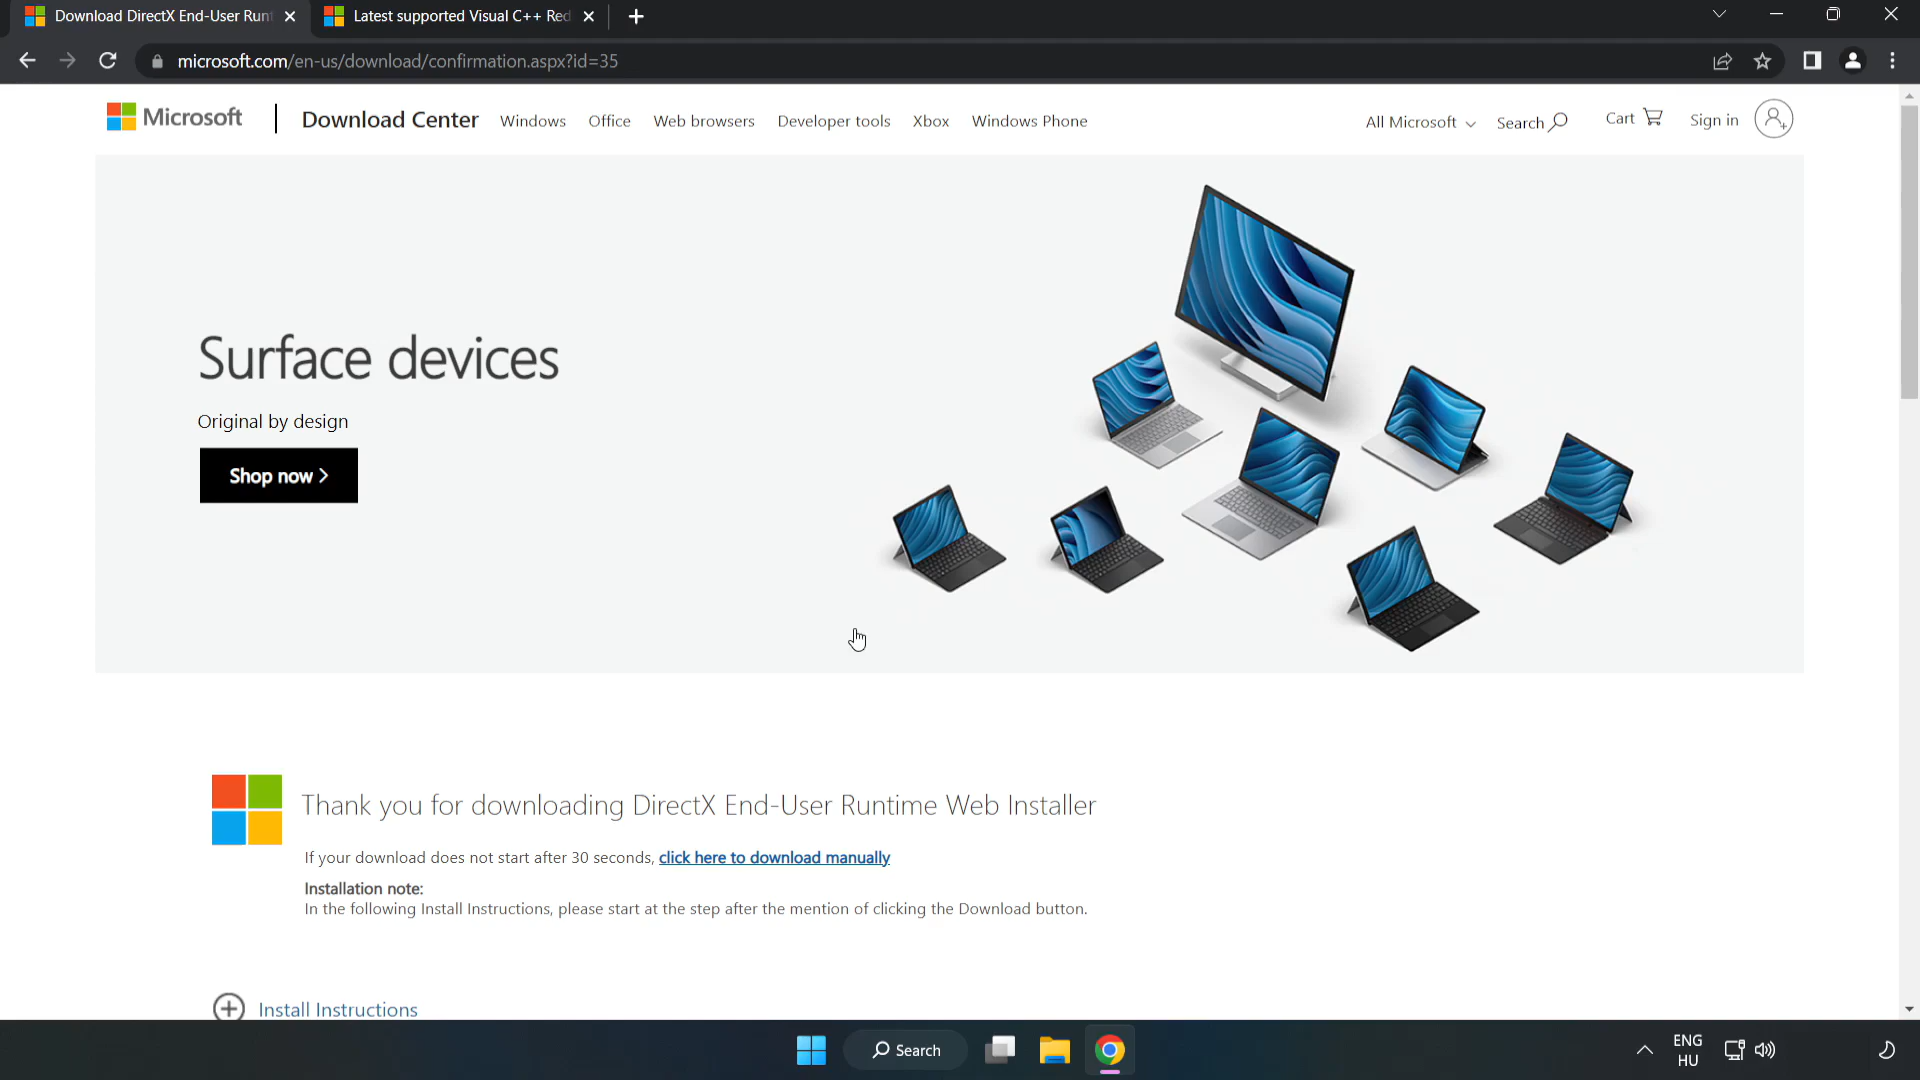 Download DirectX End-User Runt
Latest supported Visual C++ Red
microsoft.com/en-us/download/confirmation.aspx?id=35
Microsoft
Download Center
Windows
Office
Web browsers
Developer tools
Xbox
Windows Phone
All Microsoft
Search
Cart
Sign in
Surface devices
Original by design
Shop now >
Thank you for downloading DirectX End-User Runtime Web Installer
If your download does not start after 30 seconds, click here to download manually
Installation note:
In the following Install Instructions, please start at the step after the mention of clicking the Download button.
Install Instructions
Search
ENG
HU